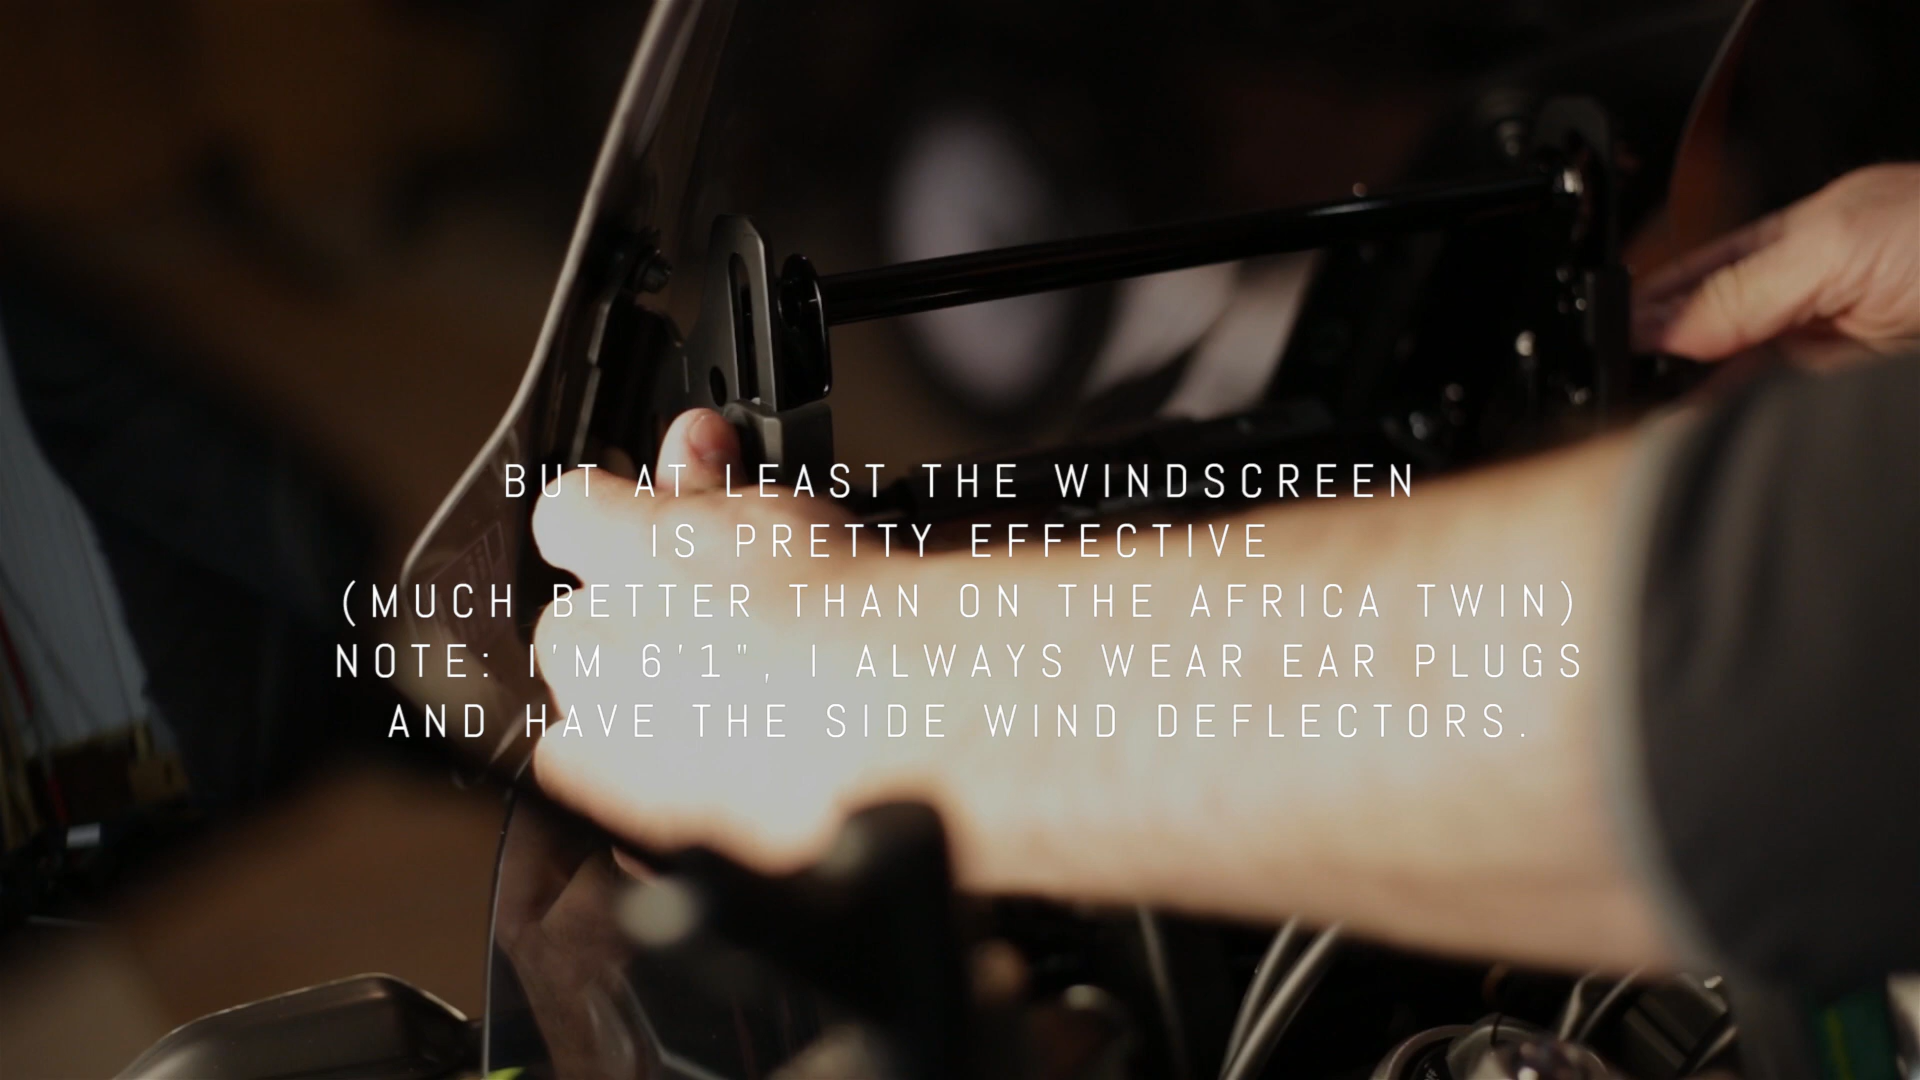 BUT AT LEAST THE WINDSCREEN
IS PRETTY EFFECTIVE
(MUCH BETTER THAN ON THE AFRICA TWIN)
NOTE: I'M 6'1", I ALWAYS WEAR EAR PLUGS
AND HAVE THE SIDE WIND DEFLECTORS.